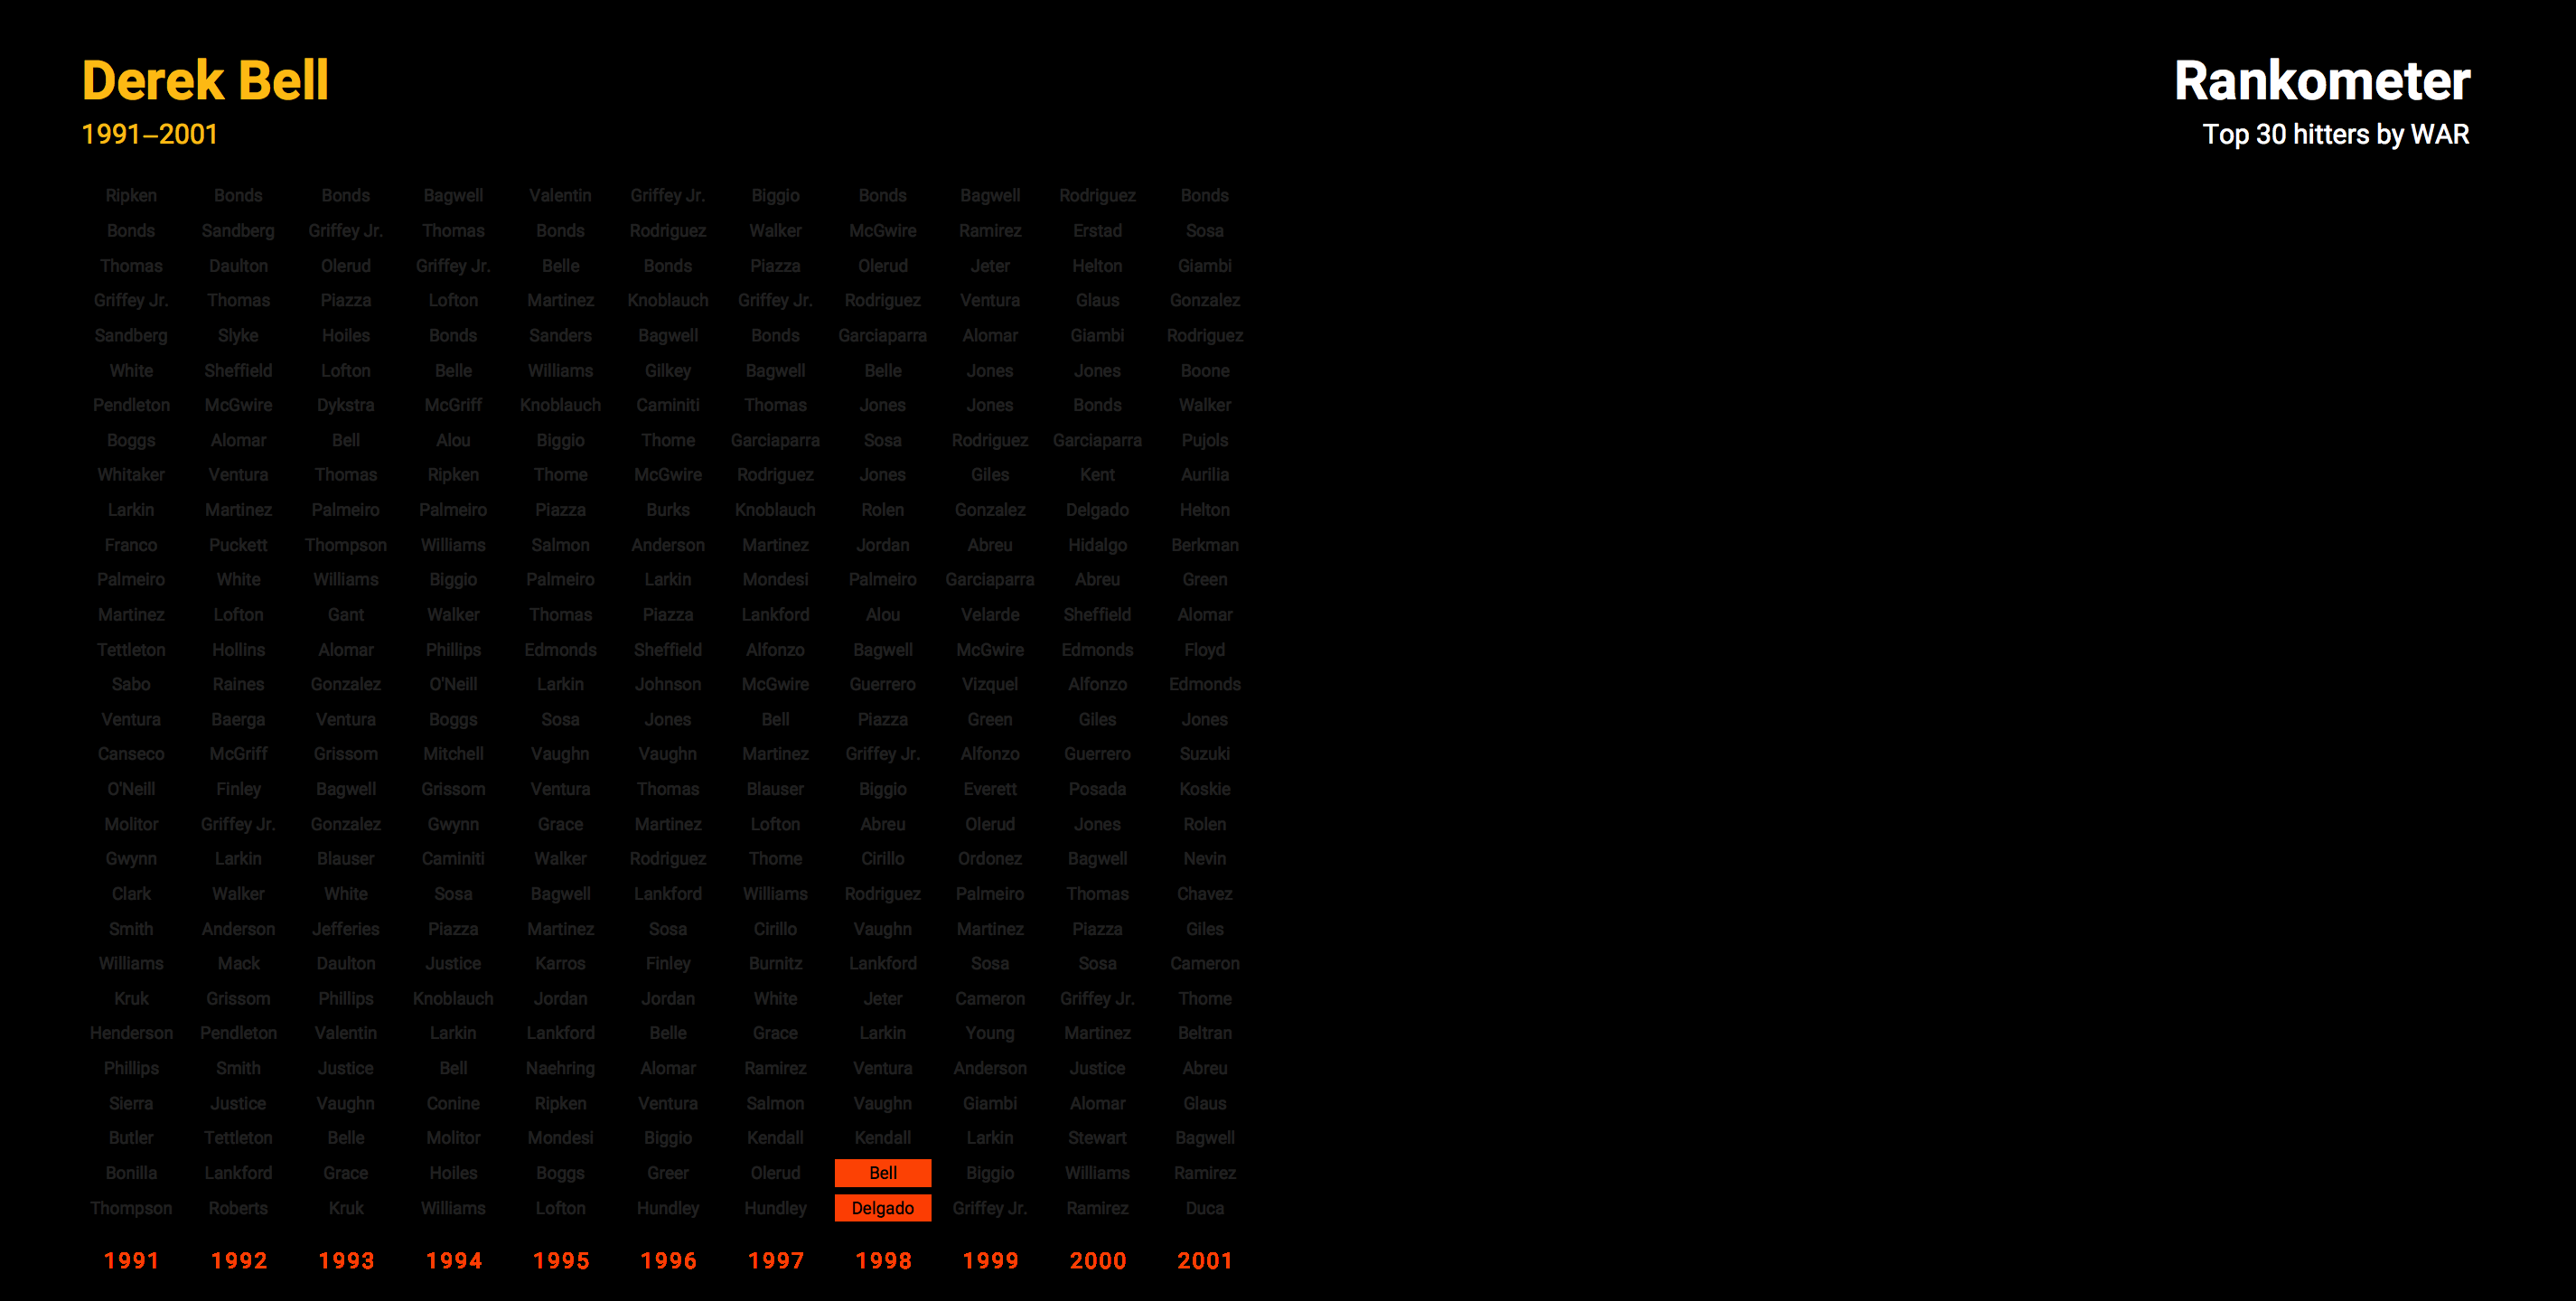 Derek Bell
1991–2001
Rankometer
Top 30 hitters by WAR
Ripken Bonds Bonds Bagwell Valentin Griffey Jr. Biggio Bonds Bagwell Rodriguez Bonds
Bonds Sandberg Griffey Jr. Thomas Bonds Rodriguez Walker McGwire Ramirez Erstad Sosa
Thomas Daulton Olerud Griffey Jr. Belle Bonds Piazza Olerud Jeter Helton Giambi
Griffey Jr. Thomas Piazza Lofton Martinez Knoblauch Griffey Jr. Rodriguez Ventura Glaus Gonzalez
Sandberg Slyke Hoiles Bonds Sanders Bagwell Bonds Garciaparra Alomar Giambi Rodriguez
White Sheffield Lofton Belle Williams Gilkey Bagwell Belle Jones Jones Boone
Pendleton McGwire Dykstra McGriff Knoblauch Caminiti Thomas Jones Jones Bonds Walker
Boggs Alomar Bell Alou Biggio Thome Garciaparra Sosa Rodriguez Garciaparra Pujols
Whitaker Ventura Thomas Ripken Thome McGwire Rodriguez Jones Giles Kent Aurilia
Larkin Martinez Palmeiro Palmeiro Piazza Burks Knoblauch Rolen Gonzalez Delgado Helton
Franco Puckett Thompson Williams Salmon Anderson Martinez Jordan Abreu Hidalgo Berkman
Palmeiro White Williams Biggio Palmeiro Larkin Mondesi Palmeiro Garciaparra Abreu Green
Martinez Lofton Gant Walker Thomas Piazza Lankford Alou Velarde Sheffield Alomar
Tettleton Hollins Alomar Phillips Edmonds Sheffield Alfonzo Bagwell McGwire Edmonds Floyd
Sabo Raines Gonzalez O'Neill Larkin Johnson McGwire Guerrero Vizquel Alfonzo Edmonds
Ventura Baerga Ventura Boggs Sosa Jones Bell Piazza Green Giles Jones
Canseco McGriff Grissom Mitchell Vaughn Vaughn Martinez Griffey Jr. Alfonzo Guerrero Suzuki
O'Neill Finley Bagwell Grissom Ventura Thomas Blauser Biggio Everett Posada Koskie
Molitor Griffey Jr. Gonzalez Gwynn Grace Martinez Lofton Abreu Olerud Jones Rolen
Gwynn Larkin Blauser Caminiti Walker Rodriguez Thome Cirillo Ordonez Bagwell Nevin
Clark Walker White Sosa Bagwell Lankford Williams Rodriguez Palmeiro Thomas Chavez
Smith Anderson Jefferies Piazza Martinez Sosa Cirillo Vaughn Martinez Piazza Giles
Williams Mack Daulton Justice Karros Finley Burnitz Lankford Sosa Sosa Cameron
Kruk Grissom Phillips Knoblauch Jordan Jordan White Jeter Cameron Griffey Jr. Thome
Henderson Pendleton Valentin Larkin Lankford Belle Grace Larkin Young Martinez Beltran
Phillips Smith Justice Bell Naehring Alomar Ramirez Ventura Anderson Justice Abreu
Sierra Justice Vaughn Conine Ripken Ventura Salmon Vaughn Giambi Alomar Glaus
Butler Tettleton Belle Molitor Mondesi Biggio Kendall Kendall Larkin Stewart Bagwell
Bonilla Lankford Grace Hoiles Boggs Greer Olerud Bell Biggio Williams Ramirez
Thompson Roberts Kruk Williams Lofton Hundley Hundley Delgado Griffey Jr. Ramirez Duca
1991 1992 1993 1994 1995 1996 1997 1998 1999 2000 2001